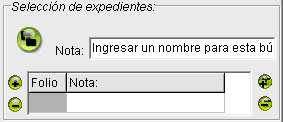 Selección de expedientes:
Nota: Ingresar un nombre para esta bú
Folio Nota: